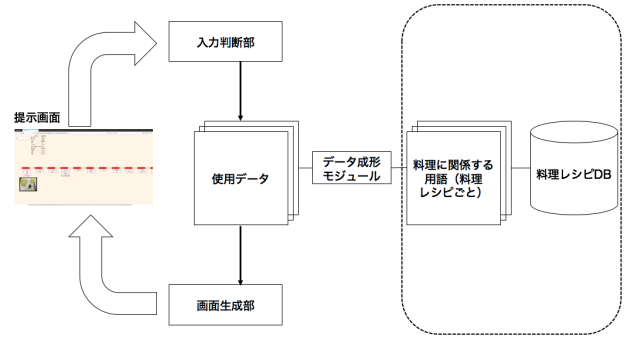 入力判断部
提示画面
使用データ
データ成形
モジュール
料理に関係する
用語（料理
レシピごと）
料理レシピDB
画面生成部